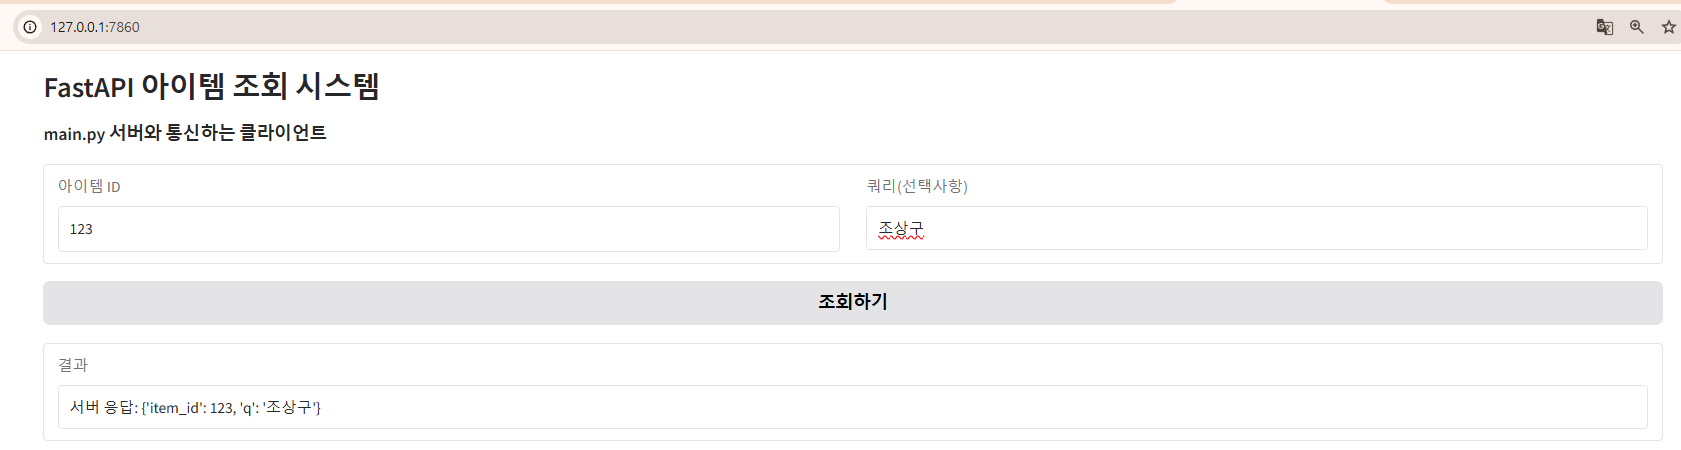 127.0.0.1:7860
FastAPI 아이템 조회 시스템
main.py 서버와 통신하는 클라이언트
아이템 ID
쿼리(선택사항)
123
조상구
조회하기
결과
서버 응답: {'item_id': 123, 'q': '조상구'}